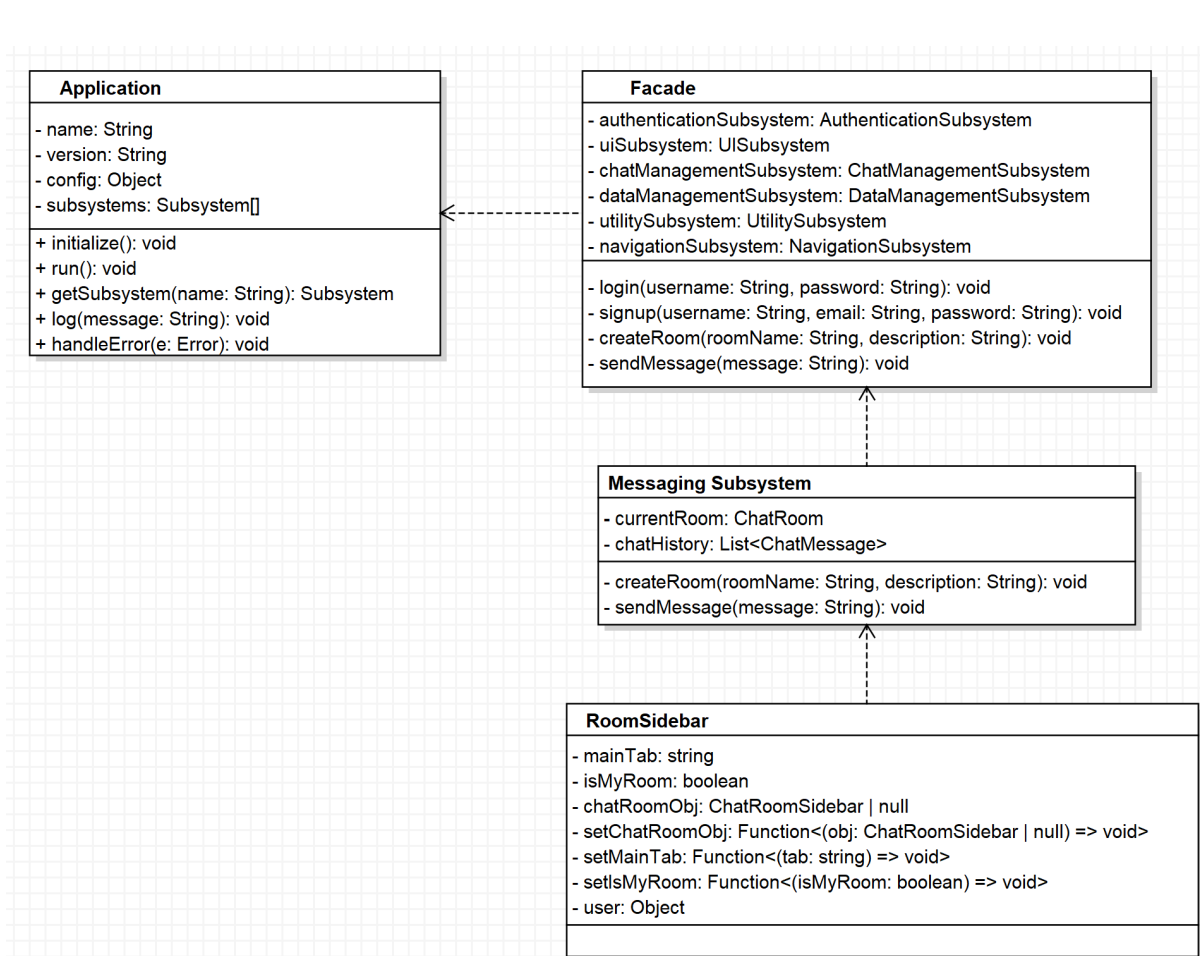 Application
- name: String
- version: String
- config: Object
- subsystems: Subsystem[]
+ initialize(): void
+ run(): void
+ getSubsystem(name: String): Subsystem
+ log(message: String): void
+ handleError(e: Error): void
Facade
- authenticationSubsystem: AuthenticationSubsystem
- uiSubsystem: UISubsystem
- chatManagementSubsystem: ChatManagementSubsystem
- dataManagementSubsystem: DataManagementSubsystem
- utilitySubsystem: UtilitySubsystem
- navigationSubsystem: NavigationSubsystem
- login(username: String, password: String): void
- signup(username: String, email: String, password: String): void
- createRoom(roomName: String, description: String): void
- sendMessage(message: String): void
Messaging Subsystem
- currentRoom: ChatRoom
- chatHistory: List<ChatMessage>
- createRoom(roomName: String, description: String): void
- sendMessage(message: String): void
RoomSidebar
- mainTab: string
- isMyRoom: boolean
- chatRoomObj: ChatRoomSidebar | null
- setChatRoomObj: Function<(obj: ChatRoomSidebar | null) => void>
- setMainTab: Function<(tab: string) => void>
- setIsMyRoom: Function<(isMyRoom: boolean) => void>
- user: Object